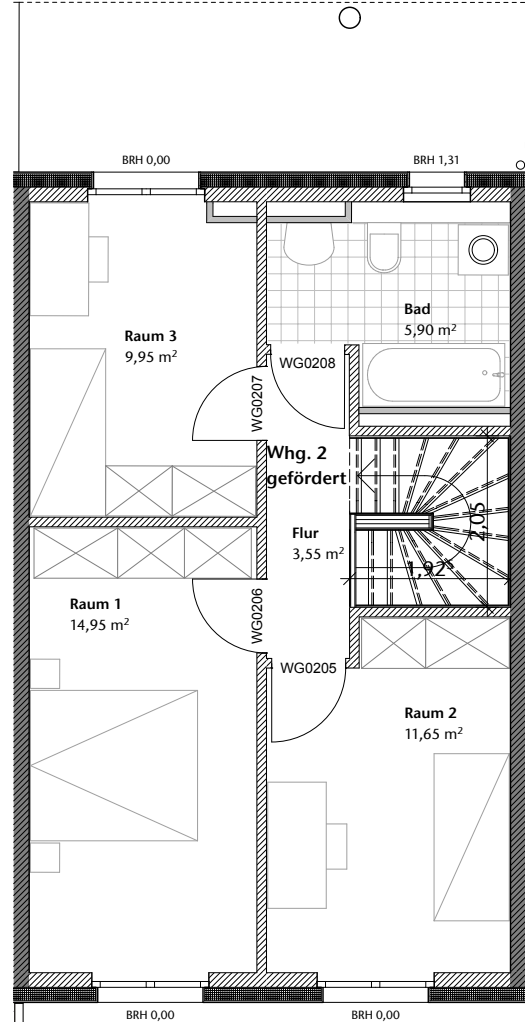 BRH 0,00
BRH 1,31
Bad
5,90 m²
Raum 3
9,95 m²
WG0208
WG0207
Whg. 2
gefördert
2,05
Flur
3,55 m²
1,92⁵
Raum 1
14,95 m²
WG0206
WG0205
Raum 2
11,65 m²
BRH 0,00
BRH 0,00